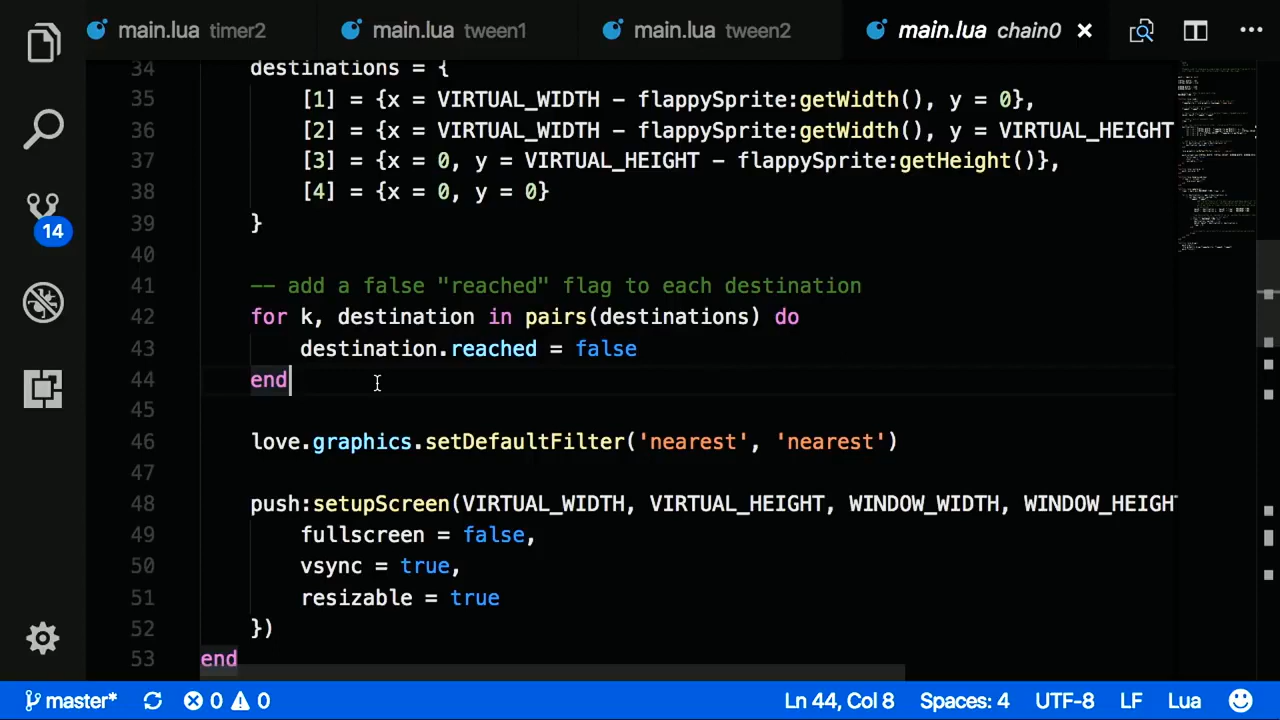 main.lua timer2 main.lua tween1 main.lua tween2 main.lua chain0
34 destinations = {
35 [1] = {x = VIRTUAL_WIDTH - flappySprite:getWidth(), y = 0},
36 [2] = {x = VIRTUAL_WIDTH - flappySprite:getWidth(), y = VIRTUAL_HEIGHT
37 [3] = {x = 0, y = VIRTUAL_HEIGHT - flappySprite:getHeight()},
38 [4] = {x = 0, y = 0}
39 }
40
41 -- add a false "reached" flag to each destination
42 for k, destination in pairs(destinations) do
43 destination.reached = false
44 end
45
46 love.graphics.setDefaultFilter('nearest', 'nearest')
47
48 push:setupScreen(VIRTUAL_WIDTH, VIRTUAL_HEIGHT, WINDOW_WIDTH, WINDOW_HEIGHT
49 fullscreen = false,
50 vsync = true,
51 resizable = true
52 })
53 end
14
master* 0 0 Ln 44, Col 8 Spaces: 4 UTF-8 LF Lua